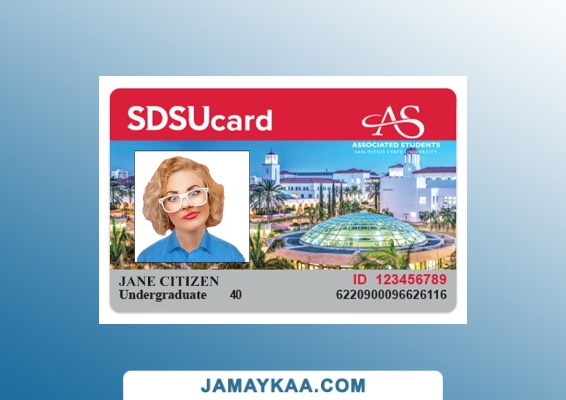 SDSUcard
AS
ASSOCIATED STUDENTS
SAN DIEGO STATE UNIVERSITY
JANE CITIZEN
Undergraduate 40
ID 123456789
6220900096626116
JAMAYKAA.COM